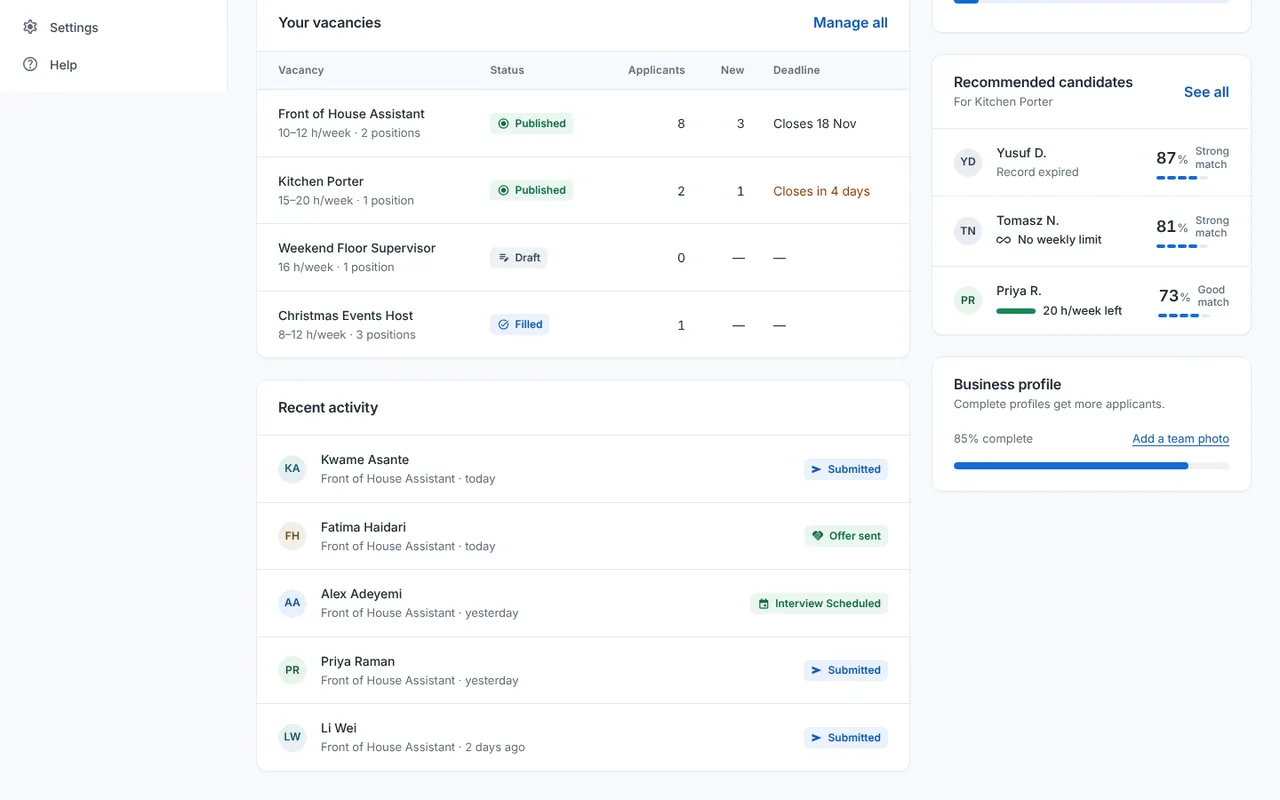 Settings
Help
Your vacancies
Manage all
Vacancy Status Applicants New Deadline
Front of House Assistant
10–12 h/week · 2 positions
Published 8 3 Closes 18 Nov
Kitchen Porter
15–20 h/week · 1 position
Published 2 1 Closes in 4 days
Weekend Floor Supervisor
16 h/week · 1 position
Draft 0 — —
Christmas Events Host
8–12 h/week · 3 positions
Filled 1 — —
Recent activity
KA Kwame Asante
Front of House Assistant · today
Submitted
FH Fatima Haidari
Front of House Assistant · today
Offer sent
AA Alex Adeyemi
Front of House Assistant · yesterday
Interview Scheduled
PR Priya Raman
Front of House Assistant · yesterday
Submitted
LW Li Wei
Front of House Assistant · 2 days ago
Submitted
Recommended candidates
For Kitchen Porter
See all
YD Yusuf D.
Record expired
87% Strong
match
TN Tomasz N.
No weekly limit
81% Strong
match
PR Priya R.
20 h/week left
73% Good
match
Business profile
Complete profiles get more applicants.
85% complete
Add a team photo